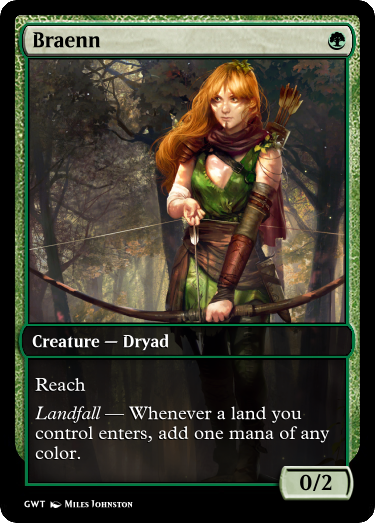 Braenn
Creature — Dryad
Reach
Landfall — Whenever a land you
control enters, add one mana of any
color.
0/2
GWT Miles Johnston